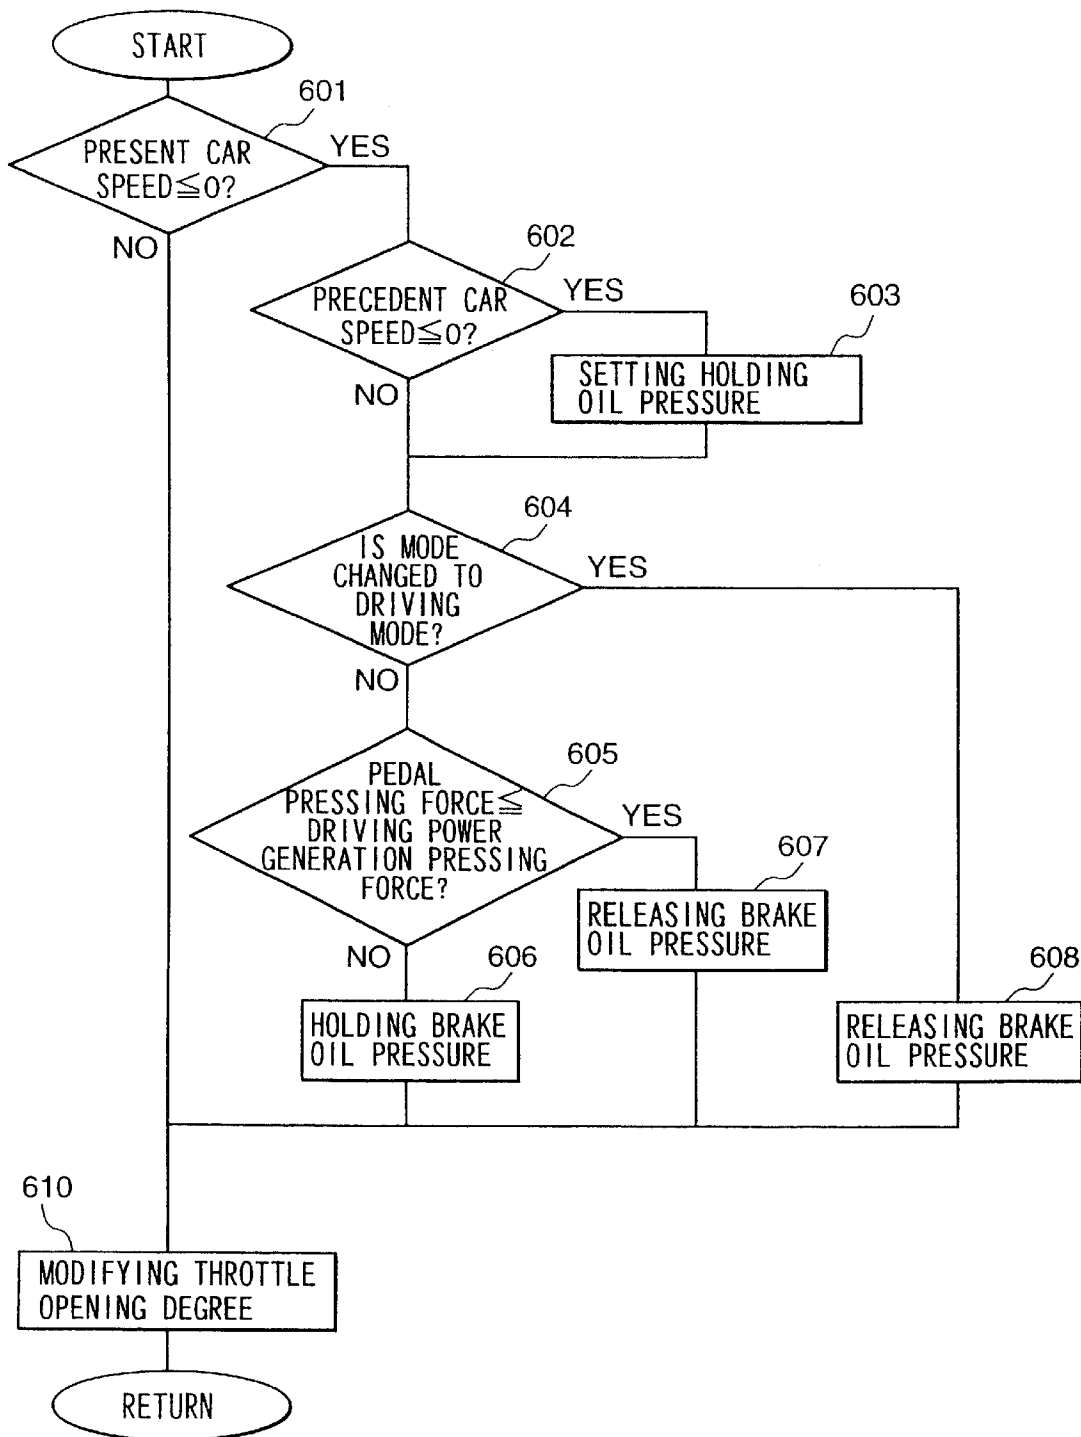 START
601
PRESENT CAR
SPEED≦0?
YES
NO
602
PRECEDENT CAR
SPEED≦0?
YES
NO
603
SETTING HOLDING
OIL PRESSURE
604
IS MODE
CHANGED TO
DRIVING
MODE?
YES
NO
605
PEDAL
PRESSING FORCE≦
DRIVING POWER
GENERATION PRESSING
FORCE?
YES
NO
607
RELEASING BRAKE
OIL PRESSURE
606
HOLDING BRAKE
OIL PRESSURE
608
RELEASING BRAKE
OIL PRESSURE
610
MODIFYING THROTTLE
OPENING DEGREE
RETURN